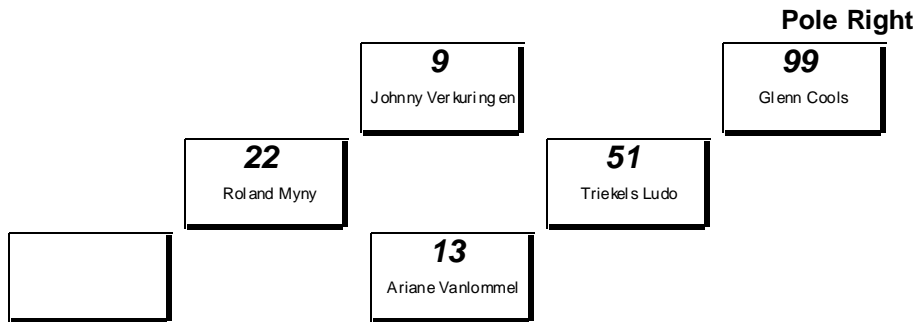 Pole Right
9
Johnny Verkuringen
99
Glenn Cools
22
Roland Myny
51
Triekels Ludo
13
Ariane Vanlommel